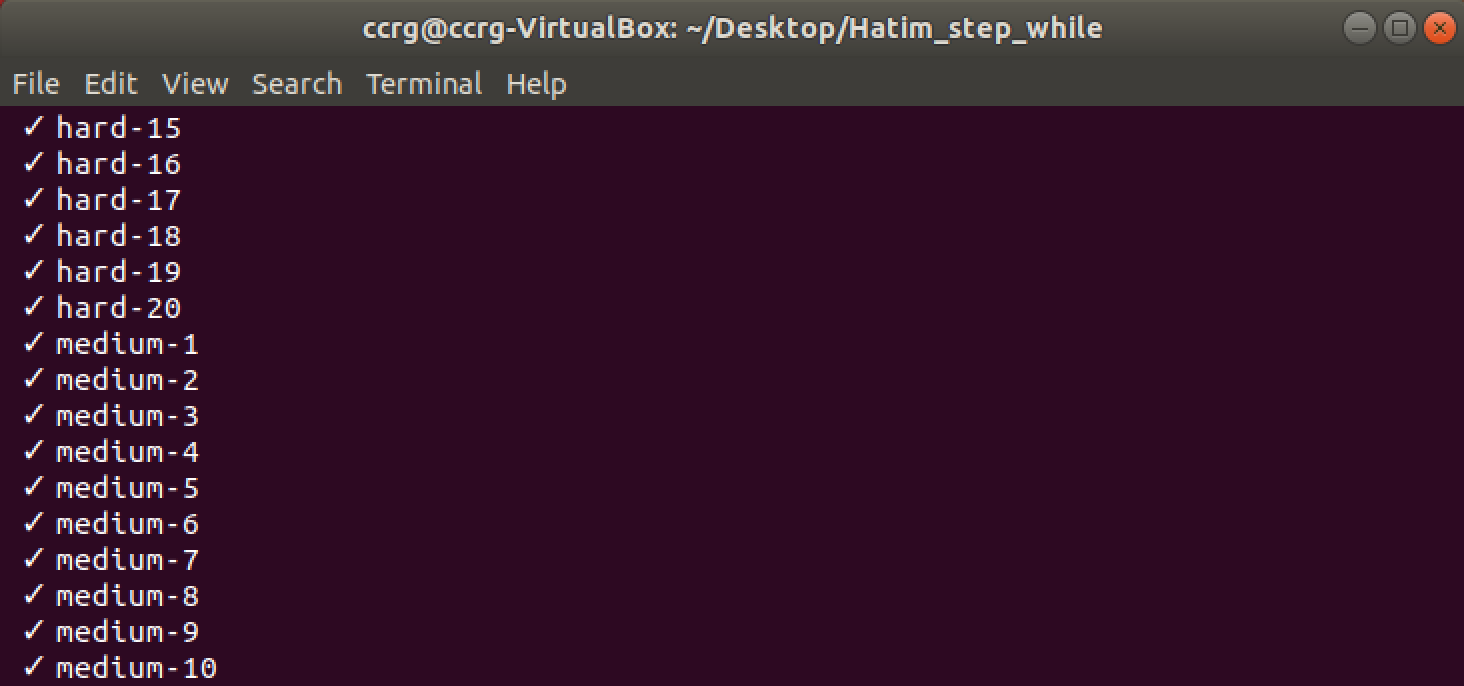 ccrg@ccrg-VirtualBox: ~/Desktop/Hatim_step_while
File Edit View Search Terminal Help
✓ hard-15
✓ hard-16
✓ hard-17
✓ hard-18
✓ hard-19
✓ hard-20
✓ medium-1
✓ medium-2
✓ medium-3
✓ medium-4
✓ medium-5
✓ medium-6
✓ medium-7
✓ medium-8
✓ medium-9
✓ medium-10